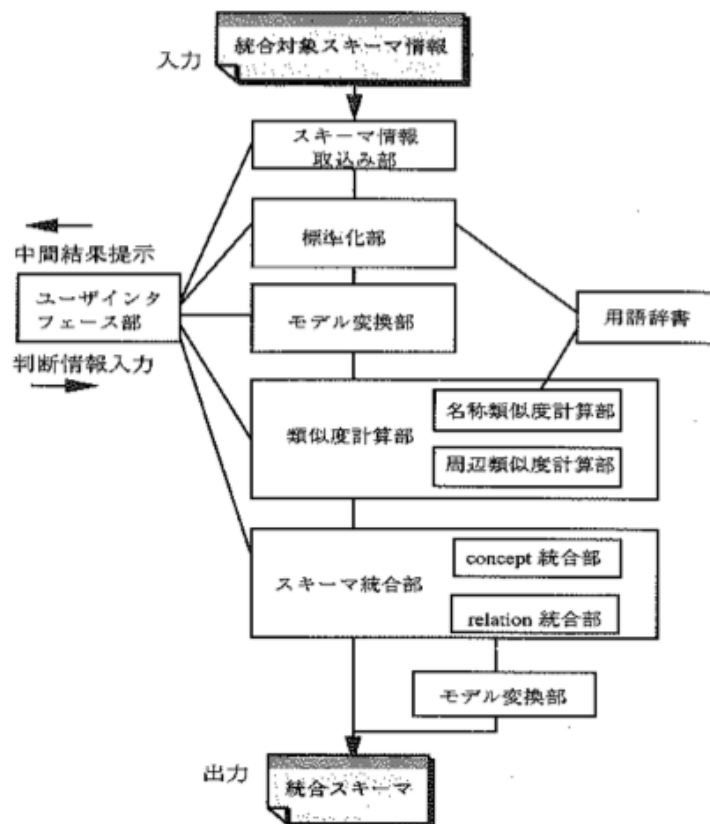 入力
統合対象スキーマ情報
スキーマ情報
取込み部
標準化部
中間結果提示
ユーザインタ
フェース部
モデル変換部
用語辞書
判断情報入力
類似度計算部
名称類似度計算部
周辺類似度計算部
スキーマ統合部
concept 統合部
relation 統合部
モデル変換部
出力
統合スキーマ